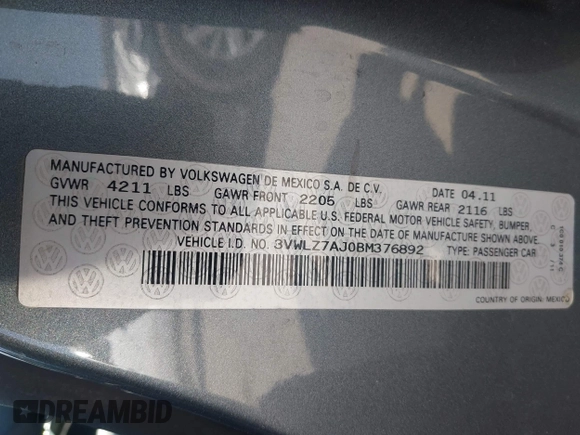 MANUFACTURED BY VOLKSWAGEN DE MEXICO S.A. DE C.V. DATE 04.11
GVWR 4211 LBS GAWR FRONT 2205 LBS GAWR REAR 2116 LBS
THIS VEHICLE CONFORMS TO ALL APPLICABLE U.S. FEDERAL MOTOR VEHICLE SAFETY, BUMPER,
AND THEFT PREVENTION STANDARDS IN EFFECT ON THE DATE OF MANUFACTURE SHOWN ABOVE.
VEHICLE I.D. NO. 3VWLZ7AJ0BM376892 TYPE: PASSENGER CAR
COUNTRY OF ORIGIN: MEXICO
DREAMBID